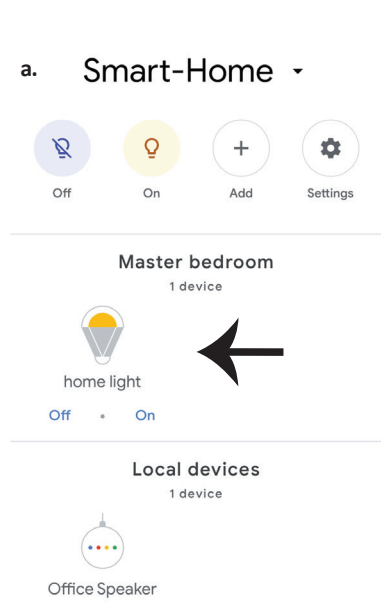 a. Smart-Home
Off On Add Settings
Master bedroom
1 device
home light
Off • On
Local devices
1 device
Office Speaker